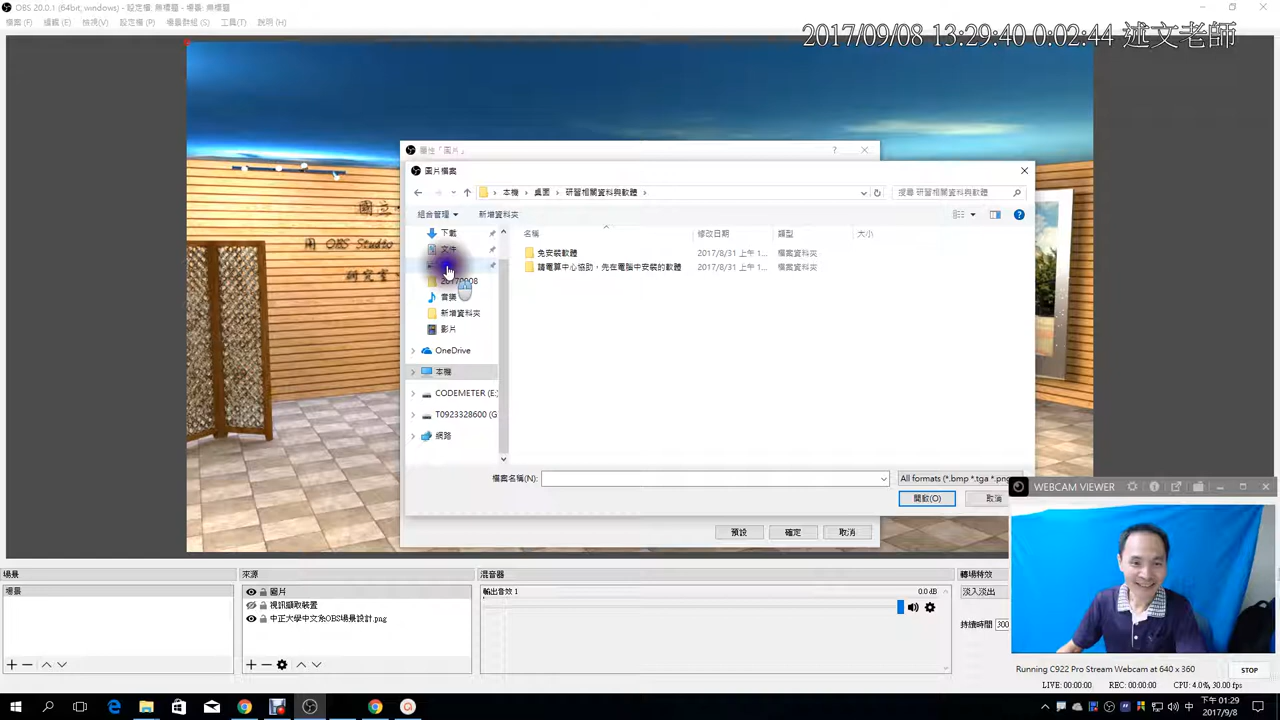 OBS 20.0.1 (64bit, windows) - 設定檔: 無標題 - 場景: 無標題
檔案 (F) 編輯 (E) 檢視(V) 設定檔 (P) 場景群組 (S) 工具(T) 說明 (H)
2017/09/08 13:29:40 0:02:44 述文老師
屬性「圖片」
圖片檔案
本機 › 桌面 › 研習相關資料與軟體 ›
搜尋 研習相關資料與軟體
組合管理
新增資料夾
名稱 修改日期 類型 大小
免安裝軟體 2017/8/31 上午 1... 檔案資料夾
請電算中心協助，先在電腦中安裝的軟體 2017/8/31 上午 1... 檔案資料夾
下載
文件
音樂
新增資料夾
影片
OneDrive
本機
CODEMETER (E:
T0923328600 (G
網路
用 OBS Studio
檔案名稱(N):
All formats (*.bmp *.tga *.png
開啟(O)
取消
預設 確定 取消
WEBCAM VIEWER
Running C922 Pro Stream Webcam at 640 x 360
STOP
場景
場景
來源
圖片
視訊擷取裝置
中正大學中文系OBS場景設計.png
混音器
輸出音效 1
0.0 dB
轉場特效
淡入淡出
持續時間 300
LIVE: 00:00:00 REC: 00:00:00 CPU: 4.0%, 30.00 fps
中
下午 01:29
2017/9/8